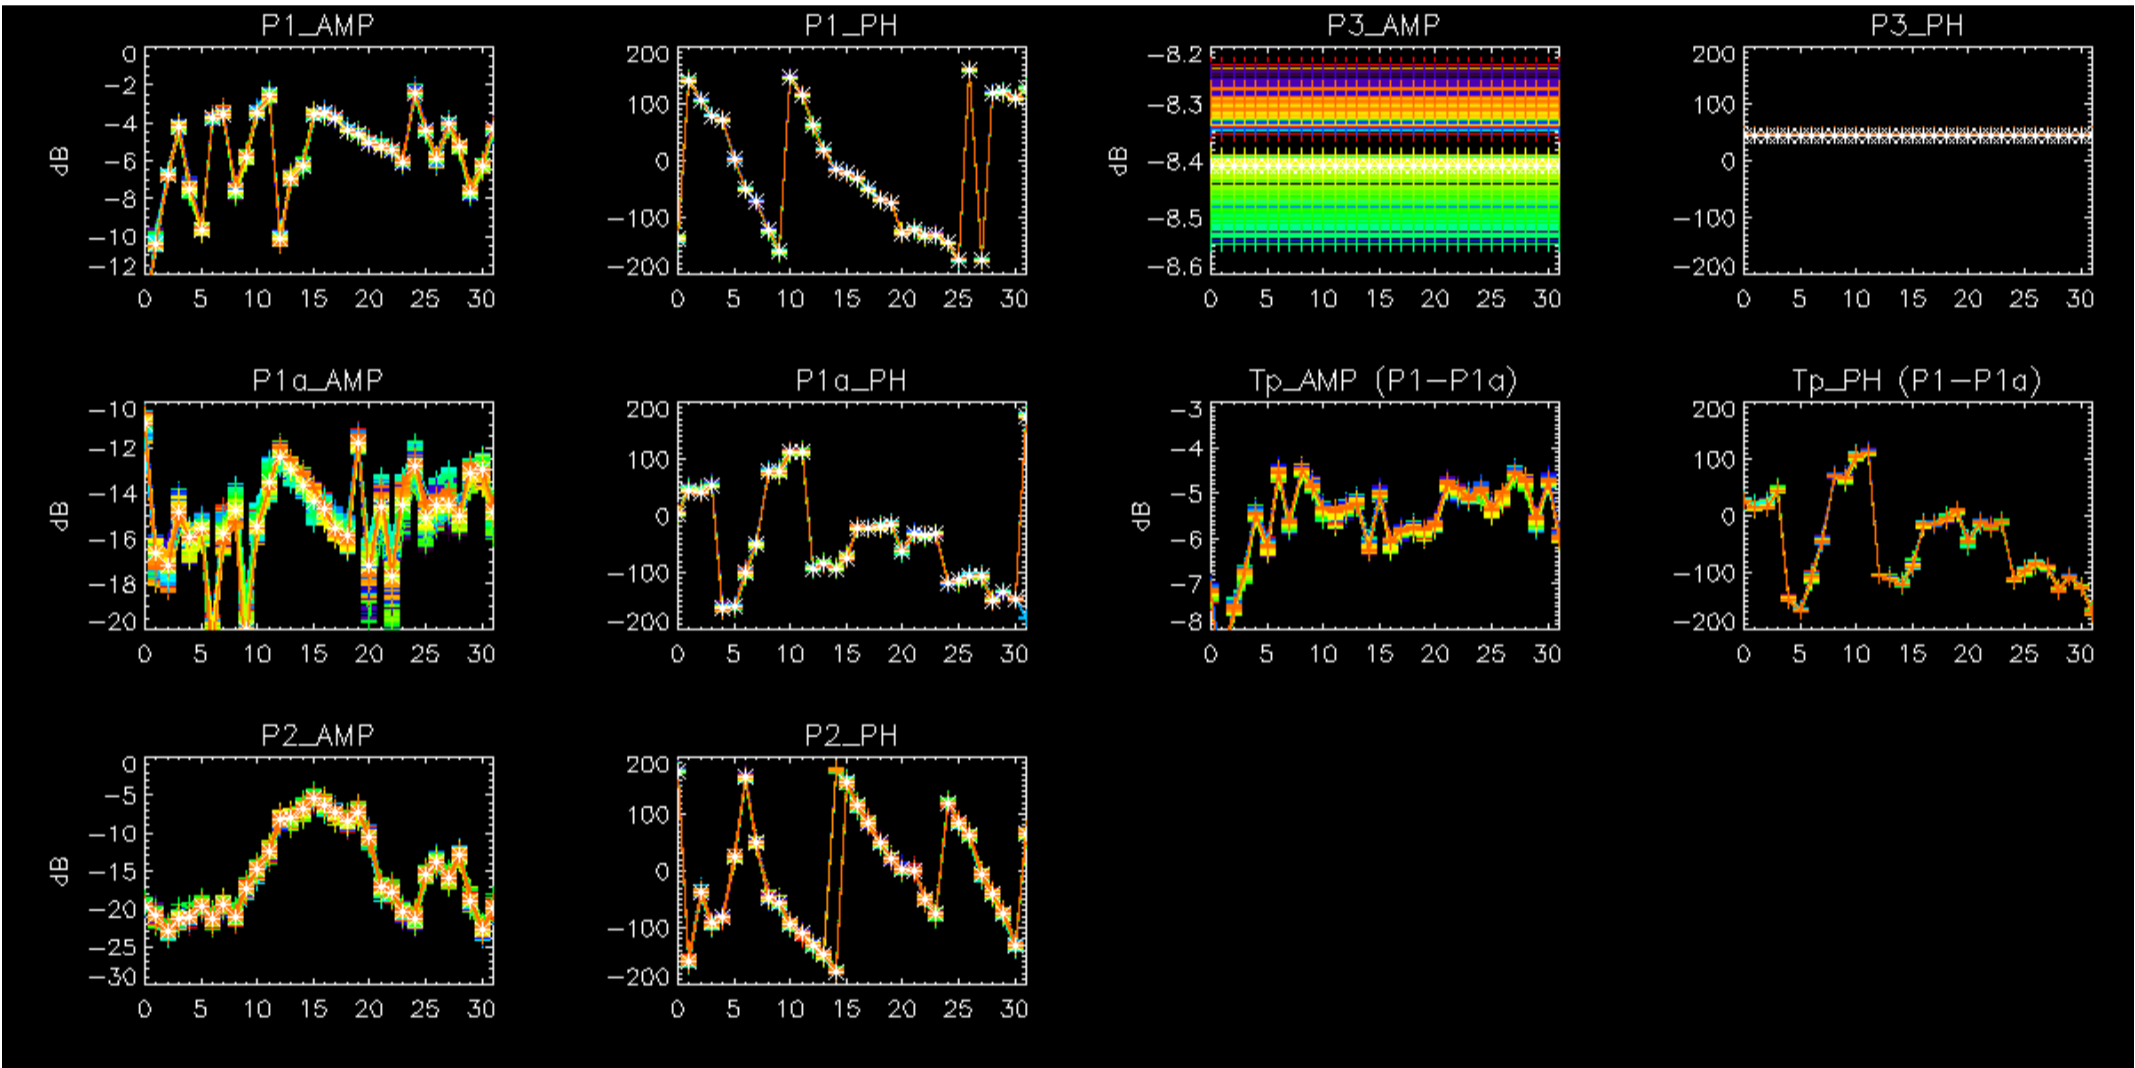 P1_AMP P1_PH P3_AMP P3_PH
0 200 -8.2 200
-2
100 -8.3 100
-4
dB -6 0 dB -8.4 0
-8
-100 -8.5 -100
-10
-12 -200 -8.6 -200
0 5 10 15 20 25 30 0 5 10 15 20 25 30 0 5 10 15 20 25 30 0 5 10 15 20 25 30
P1a_AMP P1a_PH Tp_AMP (P1-P1a) Tp_PH (P1-P1a)
-10 200 -3 200
-12 100 -4 100
-14 -5
dB 0 dB 0
-16 -6
-18 -100 -7 -100
-20 -200 -8 -200
0 5 10 15 20 25 30 0 5 10 15 20 25 30 0 5 10 15 20 25 30 0 5 10 15 20 25 30
P2_AMP P2_PH
0 200
-5
100
-10
dB -15 0
-20
-100
-25
-30 -200
0 5 10 15 20 25 30 0 5 10 15 20 25 30